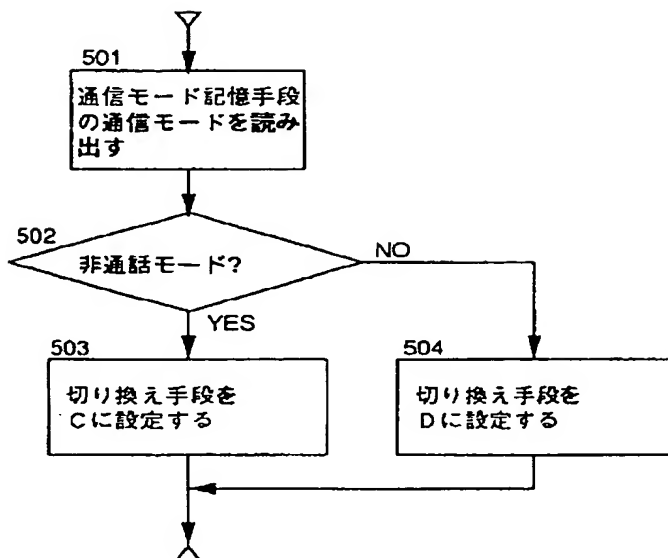 501
通信モード記憶手段
の通信モードを読み
出す
502
非通話モード?
NO
YES
503
切り換え手段を
Cに設定する
504
切り換え手段を
Dに設定する